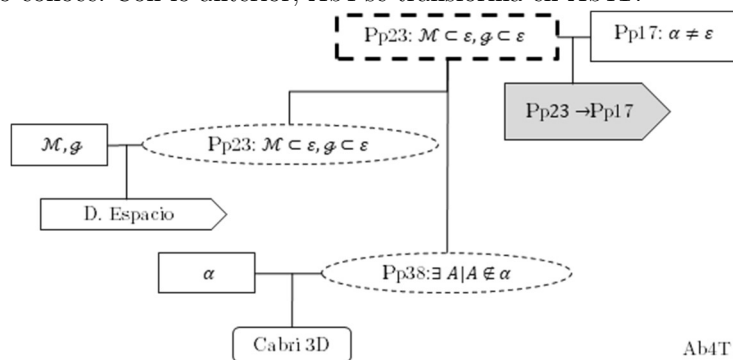 Pp23: ℳ ⊂ ε, ℊ ⊂ ε
Pp17: α ≠ ε
Pp23 →Pp17
ℳ, ℊ
Pp23: ℳ ⊂ ε, ℊ ⊂ ε
D. Espacio
α
Pp38:∃ A|A ∉ α
Cabri 3D
Ab4T